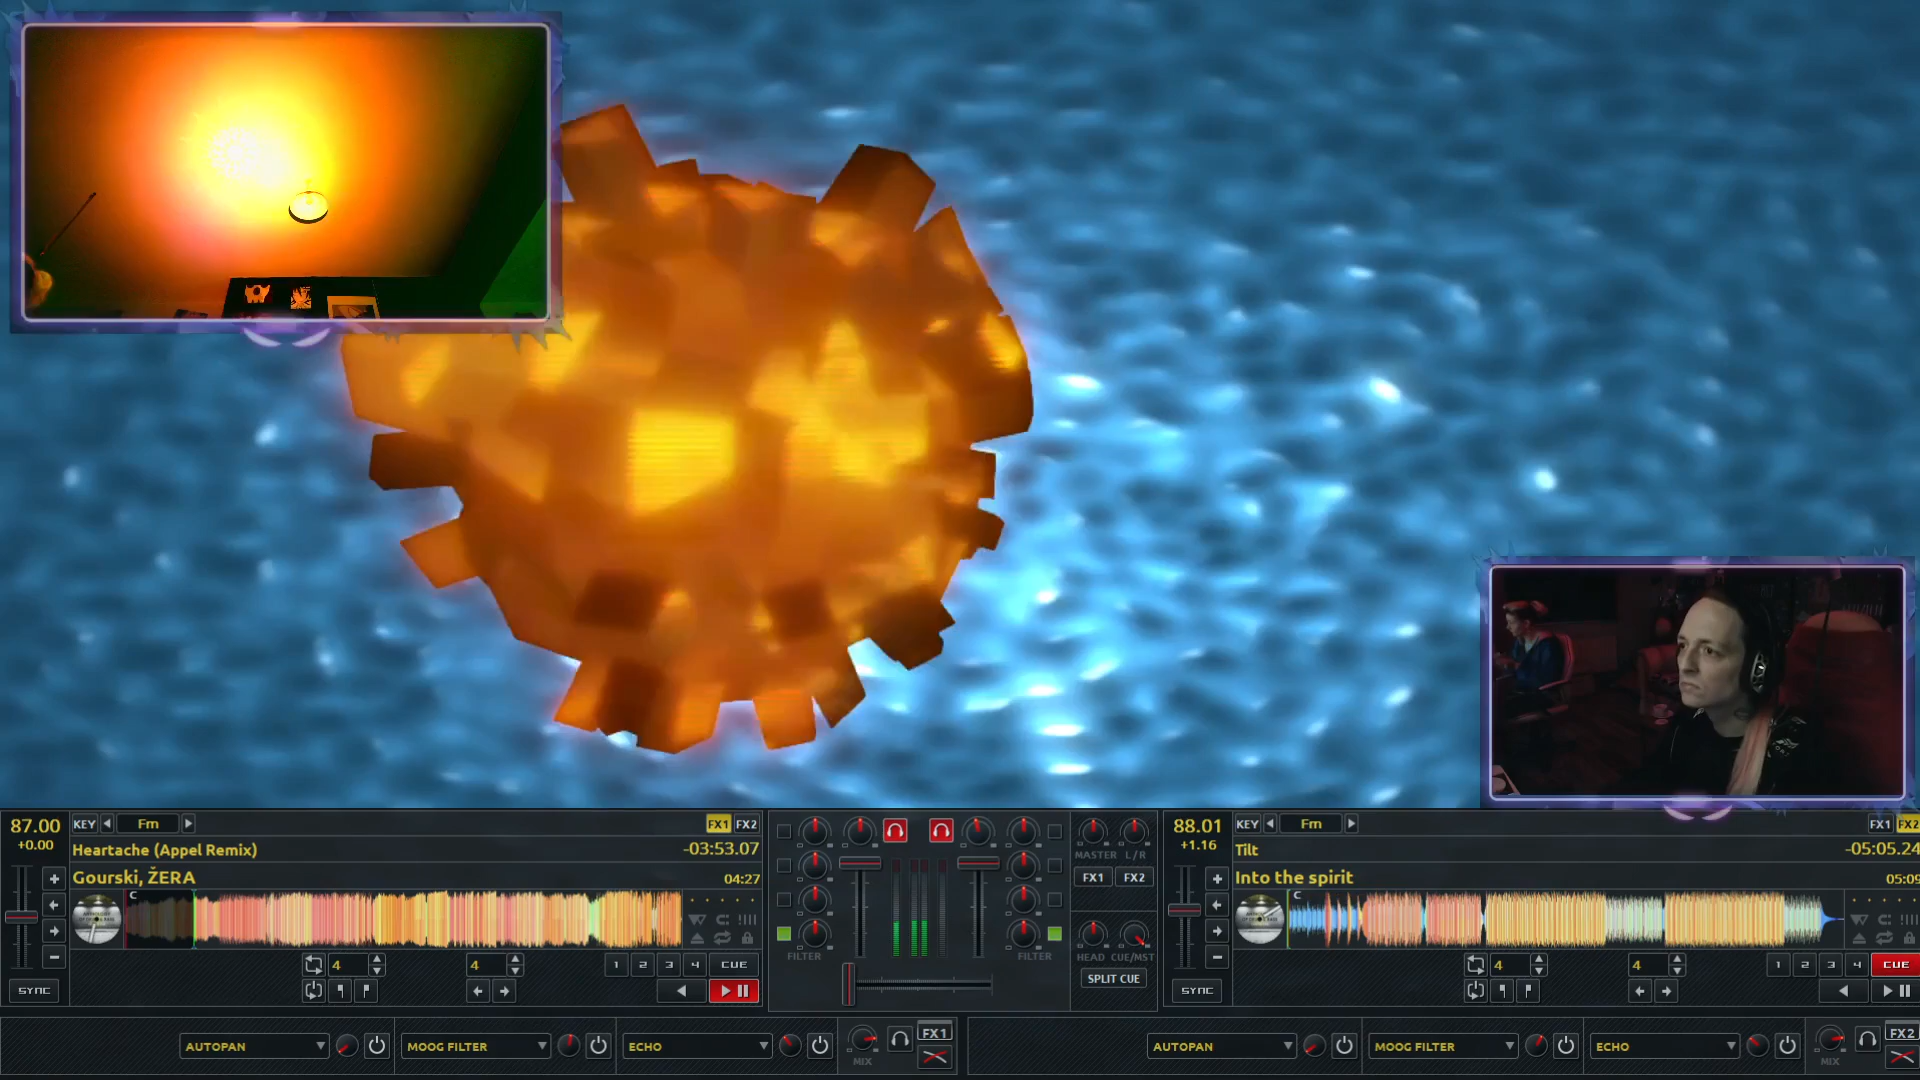 87.00
+0.00
KEY Fm FX1 FX2
Heartache (Appel Remix) -03:53.07
Gourski, ŽERA 04:27
C
4 4 1 2 3 4 CUE
SYNC
FILTER FILTER
MASTER L/R
FX1 FX2
HEAD CUE/MST
SPLIT CUE
88.01
+1.16
KEY Fm FX1 FX2
Tilt -05:05.24
Into the spirit 05:09
C
4 4 1 2 3 4 CUE
SYNC
AUTOPAN MOOG FILTER ECHO MIX FX1
AUTOPAN MOOG FILTER ECHO MIX FX2